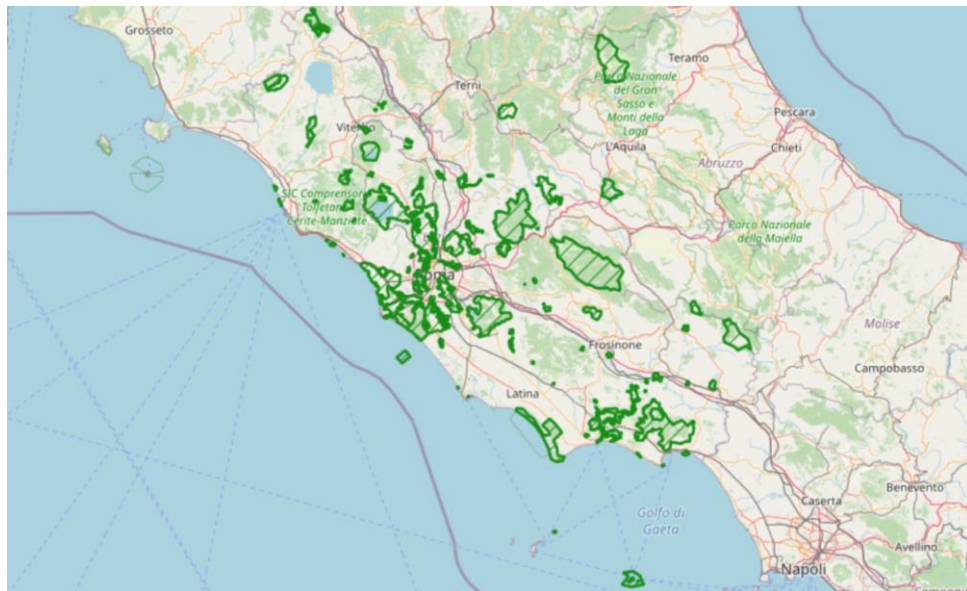 Grosseto
Teramo
Terni
Parco Nazionale
del Gran
Sasso e
Monti della
Laga
Pescara
Viterbo
L'Aquila
Chieti
Abruzzo
SIC Comprensorio
Tolfetano
Cerite-Manziate
Parco Nazionale
della Maiella
Roma
Molise
Frosinone
Campobasso
Latina
Benevento
Caserta
Golfo di
Gaeta
Avellino
Napoli